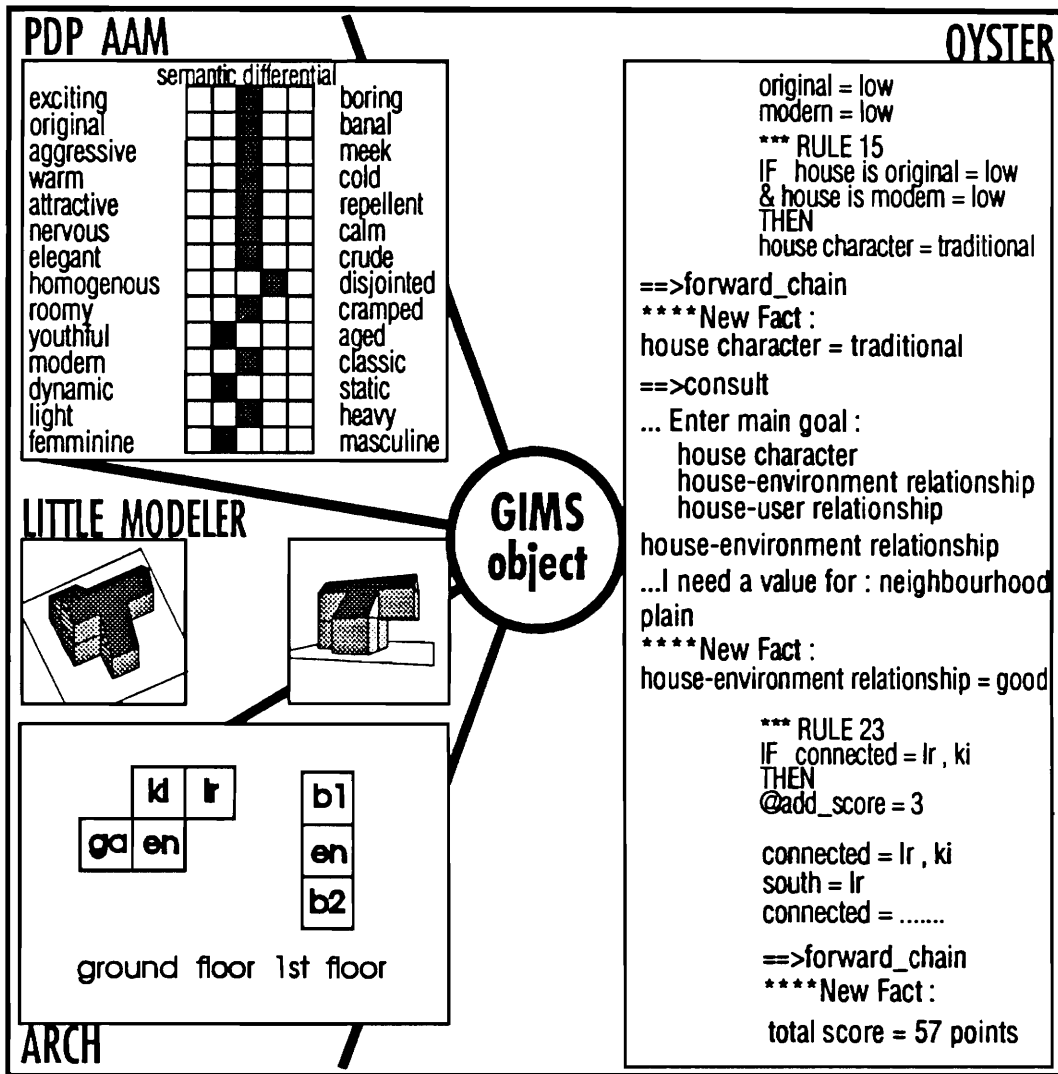 PDP AAM
semantic differential
exciting boring
original banal
aggressive meek
warm cold
attractive repellent
nervous calm
elegant crude
homogenous disjointed
roomy cramped
youthful aged
modern classic
dynamic static
light heavy
femminine masculine
LITTLE MODELER
ki lr
ga en
b1
en
b2
ground floor 1st floor
ARCH
GIMS
object
OYSTER
original = low
modern = low
*** RULE 15
IF house is original = low
& house is modern = low
THEN
house character = traditional
==>forward_chain
****New Fact :
house character = traditional
==>consult
... Enter main goal :
house character
house-environment relationship
house-user relationship
house-environment relationship
...I need a value for : neighbourhood
plain
****New Fact :
house-environment relationship = good
*** RULE 23
IF connected = lr , ki
THEN
@add_score = 3
connected = lr , ki
south = lr
connected = .......
==>forward_chain
****New Fact :
total score = 57 points